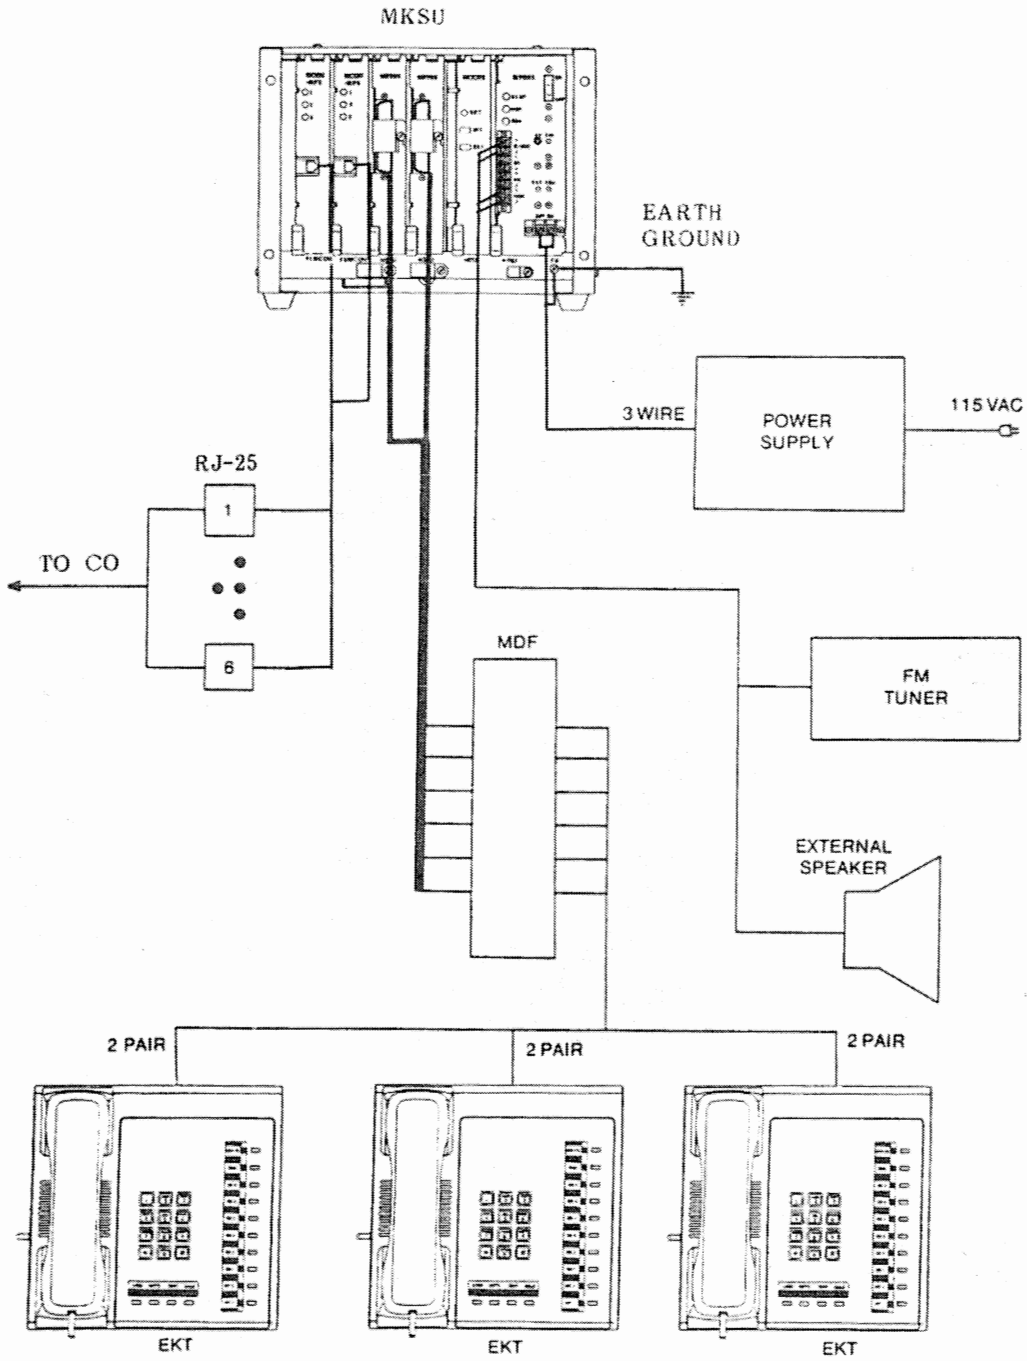 MKSU
EARTH
GROUND
3 WIRE
POWER
SUPPLY
115 VAC
RJ-25
1
TO CO
6
MDF
FM
TUNER
EXTERNAL
SPEAKER
2 PAIR
2 PAIR
2 PAIR
EKT
EKT
EKT